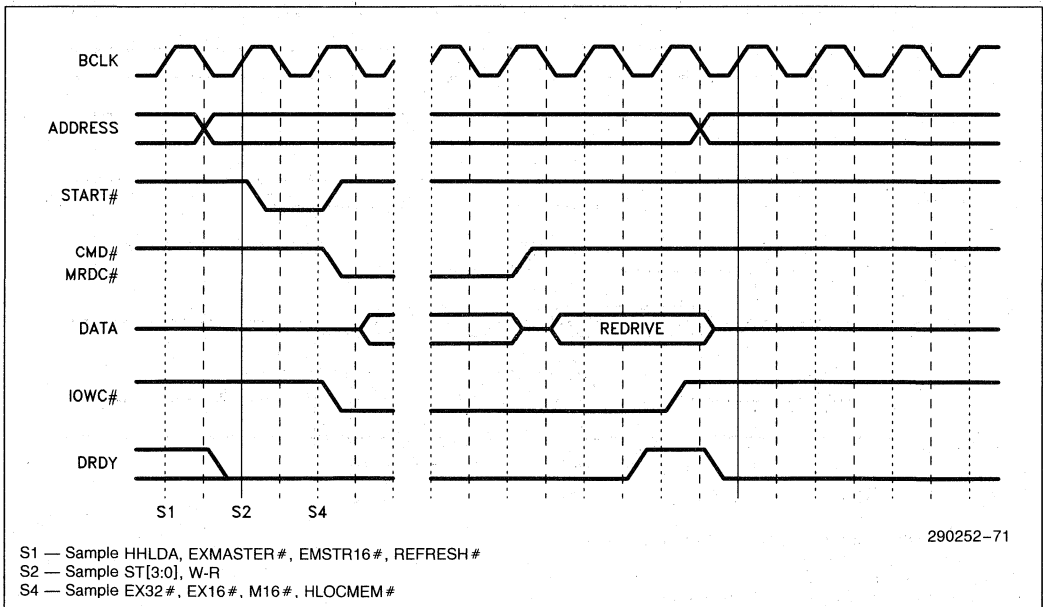 BCLK
ADDRESS
START#
CMD#
MRDC#
DATA
REDRIVE
IOWC#
DRDY
S1 S2 S4
290252–71
S1 — Sample HHLDA, EXMASTER#, EMSTR16#, REFRESH#
S2 — Sample ST[3:0], W-R
S4 — Sample EX32#, EX16#, M16#, HLOCMEM#